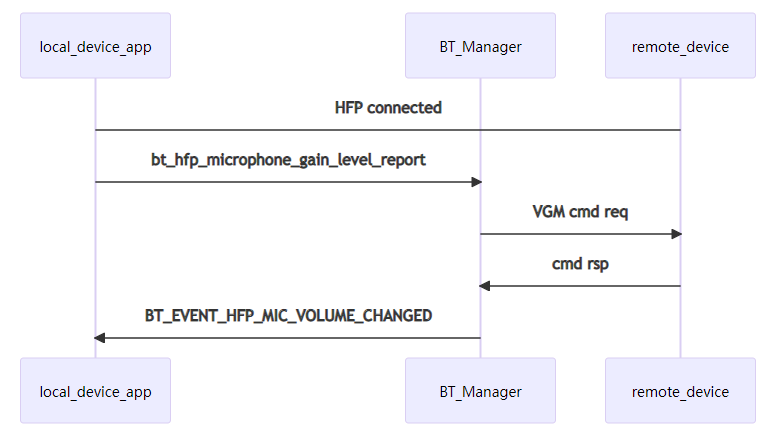 local_device_app
BT_Manager
remote_device
HFP connected
bt_hfp_microphone_gain_level_report
VGM cmd req
cmd rsp
BT_EVENT_HFP_MIC_VOLUME_CHANGED
local_device_app
BT_Manager
remote_device